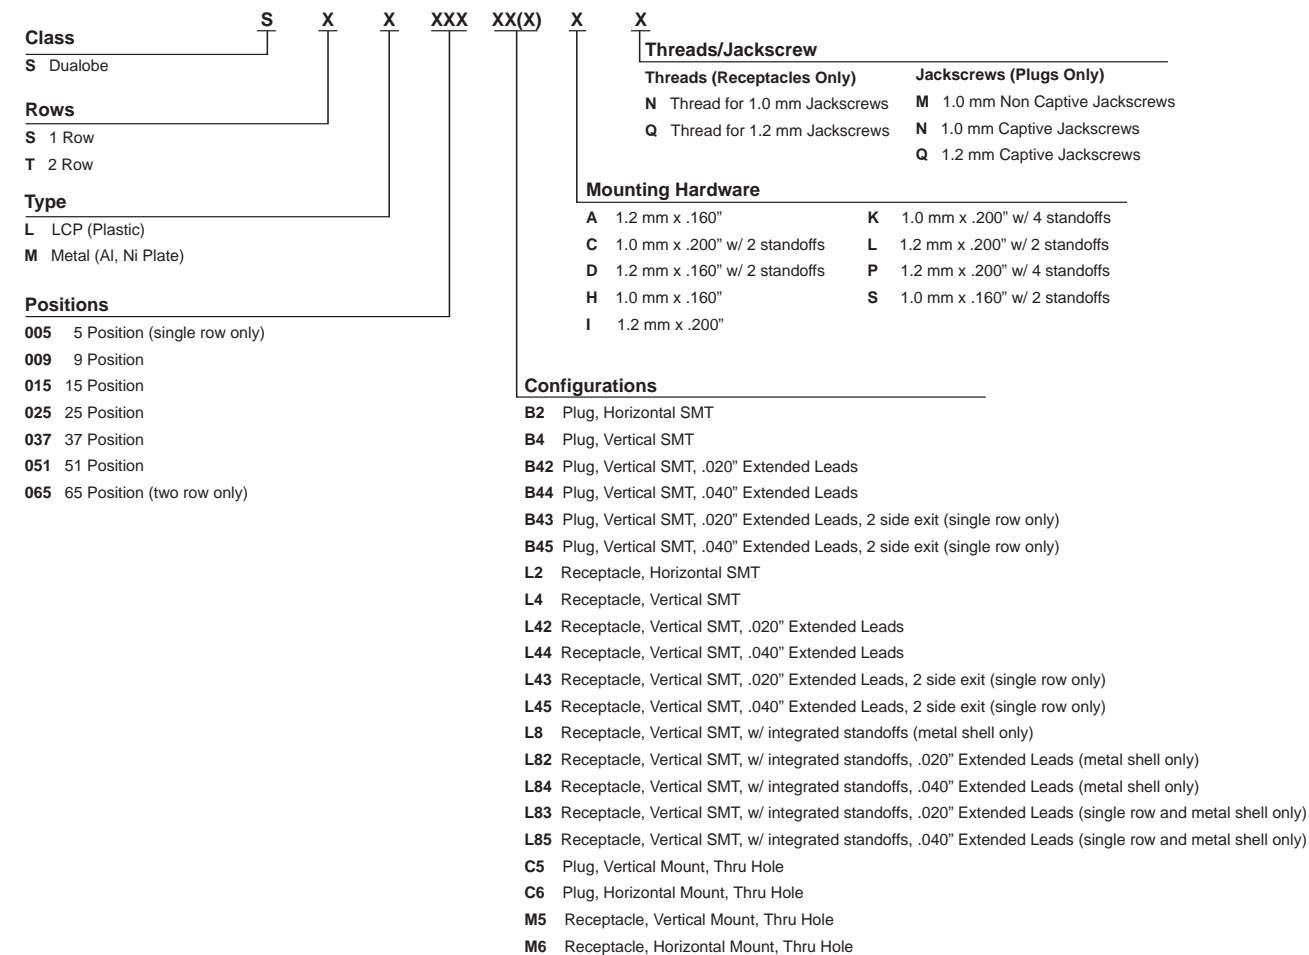 S X X XXX XX(X) X X
Class
S Dualobe
Rows
S 1 Row
T 2 Row
Type
L LCP (Plastic)
M Metal (Al, Ni Plate)
Positions
005 5 Position (single row only)
009 9 Position
015 15 Position
025 25 Position
037 37 Position
051 51 Position
065 65 Position (two row only)
Threads/Jackscrew
Threads (Receptacles Only)
N Thread for 1.0 mm Jackscrews
Q Thread for 1.2 mm Jackscrews
Jackscrews (Plugs Only)
M 1.0 mm Non Captive Jackscrews
N 1.0 mm Captive Jackscrews
Q 1.2 mm Captive Jackscrews
Mounting Hardware
A 1.2 mm x .160”
C 1.0 mm x .200” w/ 2 standoffs
D 1.2 mm x .160” w/ 2 standoffs
H 1.0 mm x .160”
I 1.2 mm x .200”
K 1.0 mm x .200” w/ 4 standoffs
L 1.2 mm x .200” w/ 2 standoffs
P 1.2 mm x .200” w/ 4 standoffs
S 1.0 mm x .160” w/ 2 standoffs
Configurations
B2 Plug, Horizontal SMT
B4 Plug, Vertical SMT
B42 Plug, Vertical SMT, .020” Extended Leads
B44 Plug, Vertical SMT, .040” Extended Leads
B43 Plug, Vertical SMT, .020” Extended Leads, 2 side exit (single row only)
B45 Plug, Vertical SMT, .040” Extended Leads, 2 side exit (single row only)
L2 Receptacle, Horizontal SMT
L4 Receptacle, Vertical SMT
L42 Receptacle, Vertical SMT, .020” Extended Leads
L44 Receptacle, Vertical SMT, .040” Extended Leads
L43 Receptacle, Vertical SMT, .020” Extended Leads, 2 side exit (single row only)
L45 Receptacle, Vertical SMT, .040” Extended Leads, 2 side exit (single row only)
L8 Receptacle, Vertical SMT, w/ integrated standoffs (metal shell only)
L82 Receptacle, Vertical SMT, w/ integrated standoffs, .020” Extended Leads (metal shell only)
L84 Receptacle, Vertical SMT, w/ integrated standoffs, .040” Extended Leads (metal shell only)
L83 Receptacle, Vertical SMT, w/ integrated standoffs, .020” Extended Leads (single row and metal shell only)
L85 Receptacle, Vertical SMT, w/ integrated standoffs, .040” Extended Leads (single row and metal shell only)
C5 Plug, Vertical Mount, Thru Hole
C6 Plug, Horizontal Mount, Thru Hole
M5 Receptacle, Vertical Mount, Thru Hole
M6 Receptacle, Horizontal Mount, Thru Hole